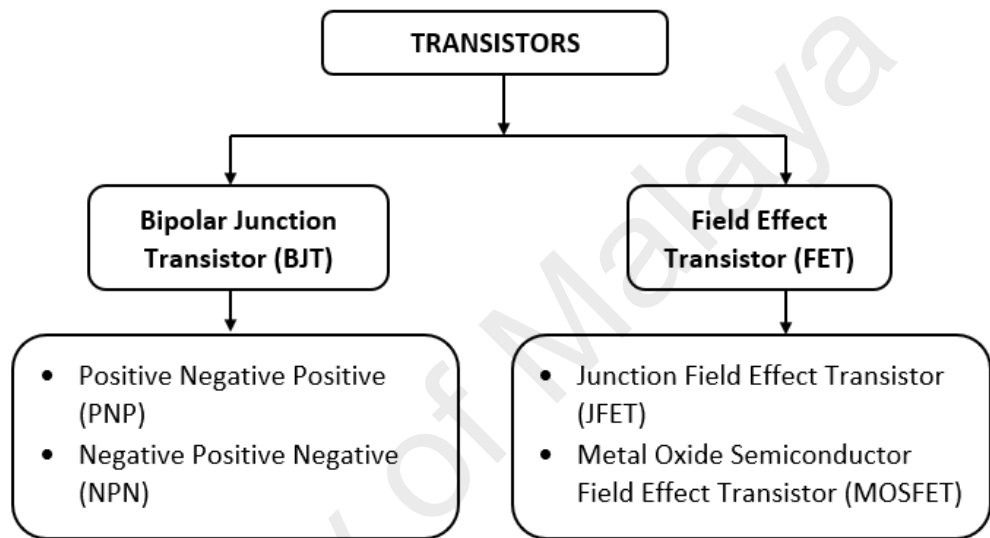 TRANSISTORS
Bipolar Junction
Transistor (BJT)
Field Effect
Transistor (FET)
• Positive Negative Positive
(PNP)
• Negative Positive Negative
(NPN)
• Junction Field Effect Transistor
(JFET)
• Metal Oxide Semiconductor
Field Effect Transistor (MOSFET)
of Malaya